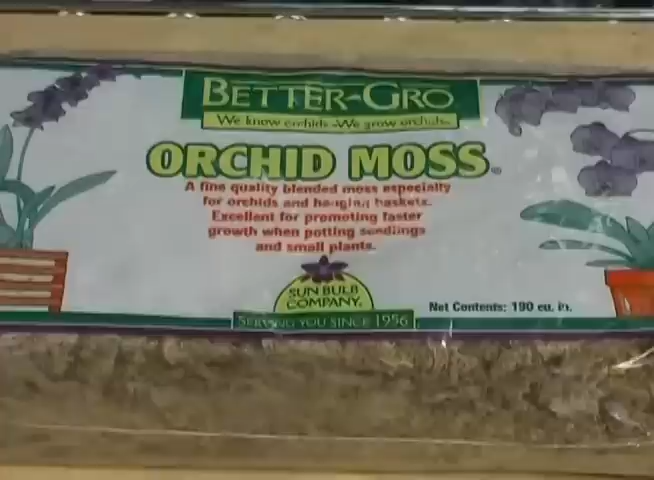 BETTER-GRO
We know orchids - We grow orchids.
ORCHID MOSS®
A fine quality blended moss especially
for orchids and hanging baskets.
Excellent for promoting faster
growth when potting seedlings
and small plants.
SUN BULB
COMPANY.
SERVING YOU SINCE 1956
Net Contents: 190 cu. in.